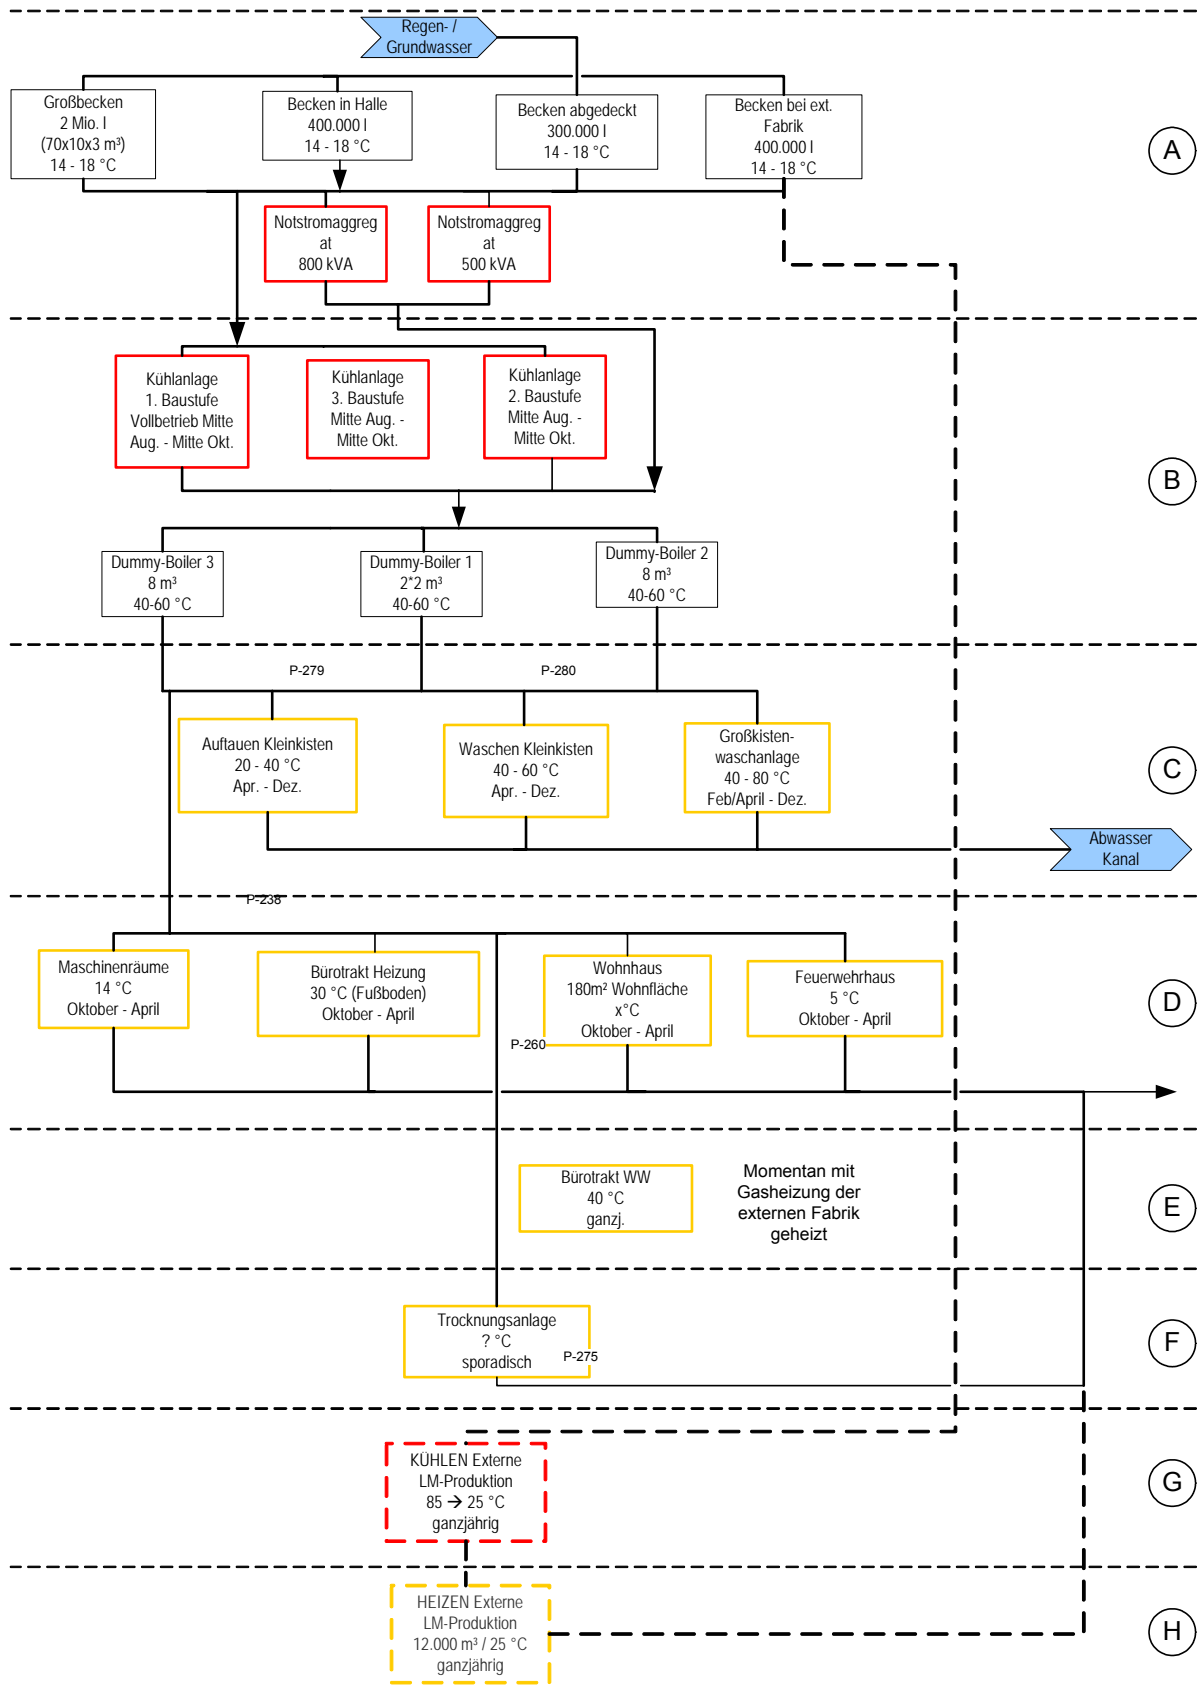 Regen- /
Grundwasser
Großbecken
2 Mio. l
(70x10x3 m³)
14 - 18 °C
Becken in Halle
400.000 l
14 - 18 °C
Becken abgedeckt
300.000 l
14 - 18 °C
Becken bei ext.
Fabrik
400.000 l
14 - 18 °C
A
Notstromaggreg
at
800 kVA
Notstromaggreg
at
500 kVA
Kühlanlage
1. Baustufe
Vollbetrieb Mitte
Aug. - Mitte Okt.
Kühlanlage
3. Baustufe
Mitte Aug. -
Mitte Okt.
Kühlanlage
2. Baustufe
Mitte Aug. -
Mitte Okt.
B
Dummy-Boiler 3
8 m³
40-60 °C
Dummy-Boiler 1
2*2 m³
40-60 °C
Dummy-Boiler 2
8 m³
40-60 °C
P-279
P-280
Auftauen Kleinkisten
20 - 40 °C
Apr. - Dez.
Waschen Kleinkisten
40 - 60 °C
Apr. - Dez.
Großkisten-
waschanlage
40 - 80 °C
Feb/April - Dez.
C
Abwasser
Kanal
P-238
Maschinenräume
14 °C
Oktober - April
Bürotrakt Heizung
30 °C (Fußboden)
Oktober - April
Wohnhaus
180m² Wohnfläche
x°C
Oktober - April
Feuerwehrhaus
5 °C
Oktober - April
D
P-260
Bürotrakt WW
40 °C
ganzj.
Momentan mit
Gasheizung der
externen Fabrik
geheizt
E
Trocknungsanlage
? °C
sporadisch
P-275
F
KÜHLEN Externe
LM-Produktion
85 → 25 °C
ganzjährig
G
HEIZEN Externe
LM-Produktion
12.000 m³ / 25 °C
ganzjährig
H